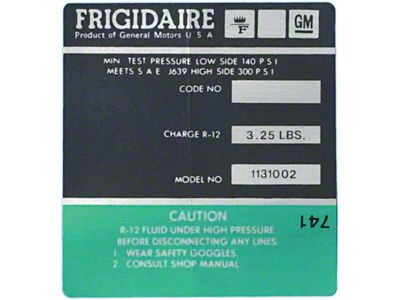 FRIGIDAIRE
F
GM
Product of General Motors U S A
MIN TEST PRESSURE LOW SIDE 140 P S I
MEETS S A E J639 HIGH SIDE 300 P S I
CODE NO
CHARGE R-12 3.25 LBS.
MODEL NO 1131002
CAUTION
741
R-12 FLUID UNDER HIGH PRESSURE
BEFORE DISCONNECTING ANY LINES.
1. WEAR SAFETY GOGGLES.
2. CONSULT SHOP MANUAL.